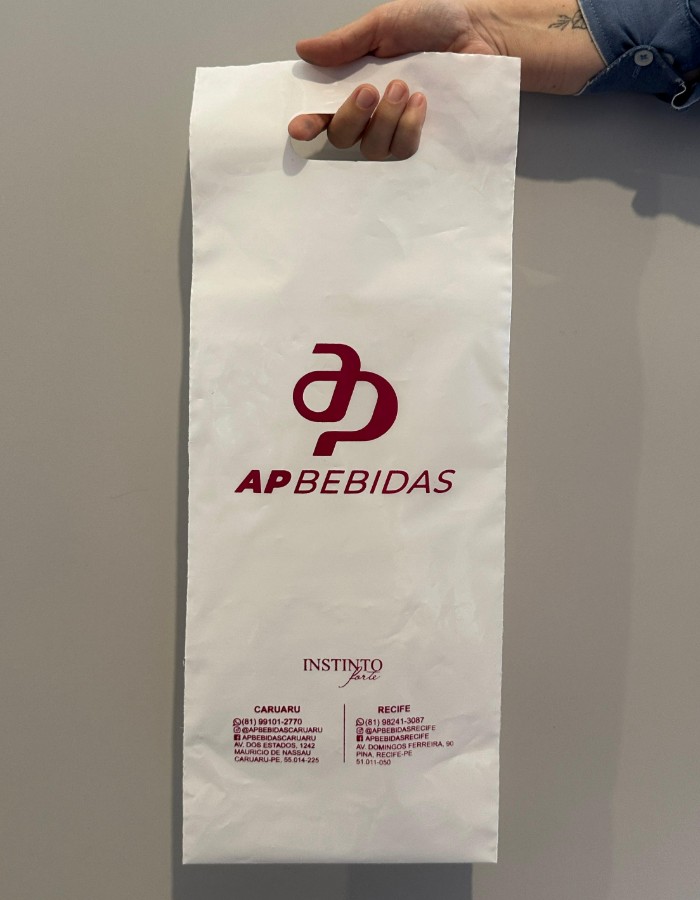 ap
APBEBIDAS
INSTINTO
forte
CARUARU
(81) 99101-2770
@APBEBIDASCARUARU
APBEBIDASCARUARU
AV. DOS ESTADOS, 1242
MAURICIO DE NASSAU
CARUARU-PE, 55.014-225
RECIFE
(81) 98241-3087
@APBEBIDASRECIFE
APBEBIDASRECIFE
AV. DOMINGOS FERREIRA, 90
PINA, RECIFE-PE
51.011-050